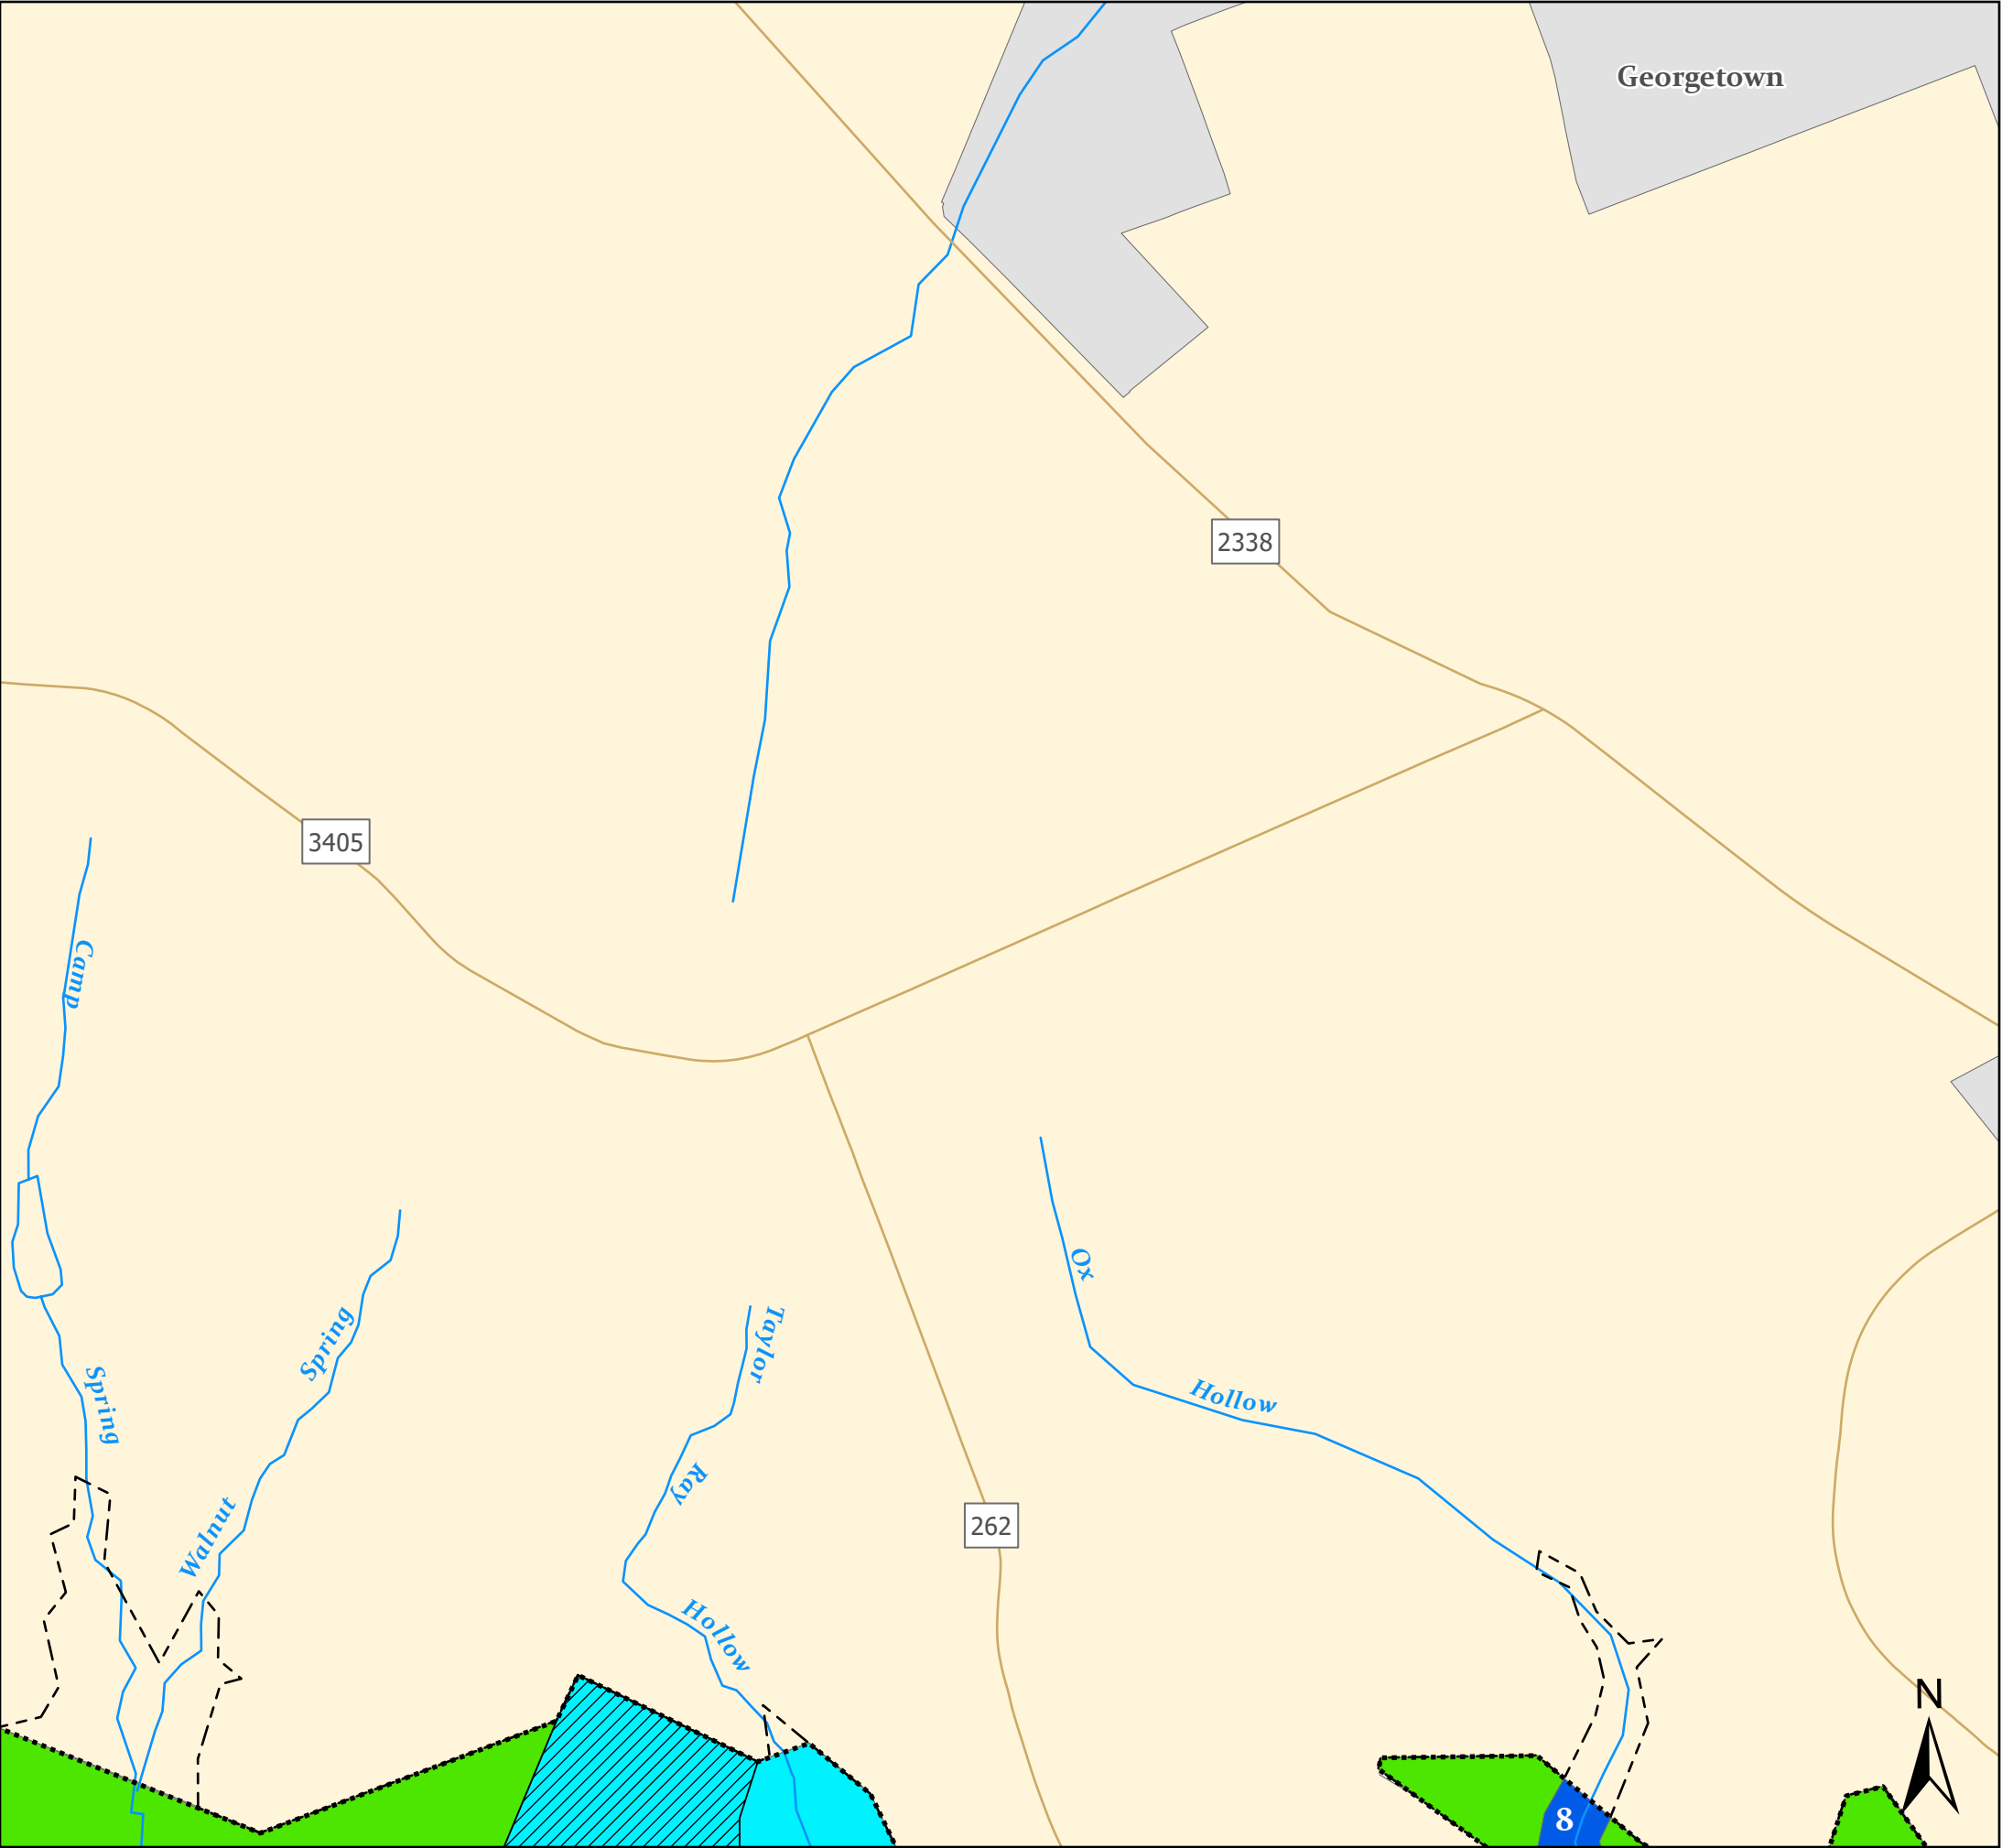 Georgetown
2338
3405
Camp
Spring
Spring
Walnut
Taylor
Ray
Hollow
Ox
Hollow
262
N
8